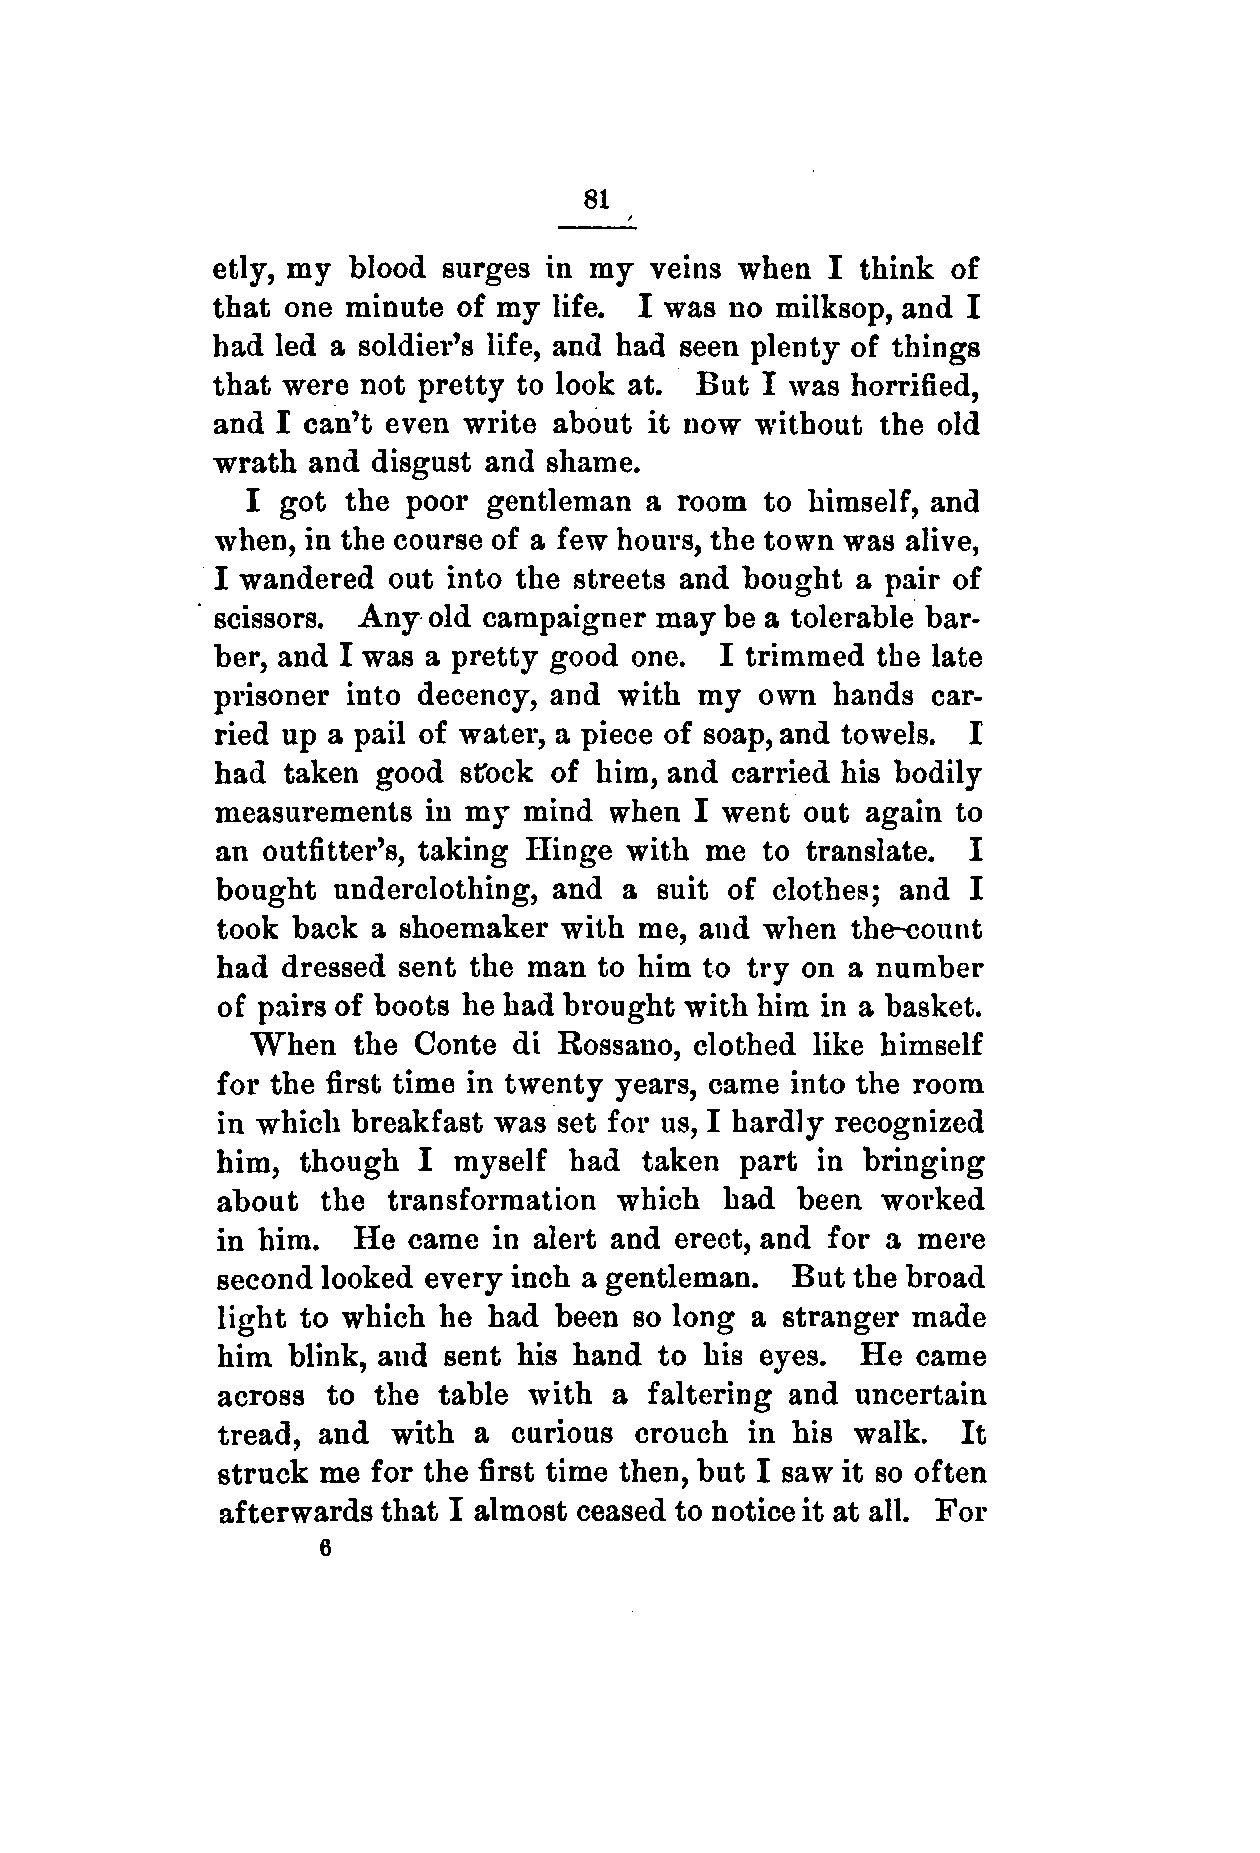 81
etly, my blood surges in my veins when I think of
that one minute of my life. I was no milksop, and I
had led a soldier's life, and had seen plenty of things
that were not pretty to look at. But I was horrified,
and I can't even write about it now without the old
wrath and disgust and shame.
I got the poor gentleman a room to himself, and
when, in the course of a few hours, the town was alive,
I wandered out into the streets and bought a pair of
scissors. Any old campaigner may be a tolerable bar-
ber, and I was a pretty good one. I trimmed the late
prisoner into decency, and with my own hands car-
ried up a pail of water, a piece of soap, and towels. I
had taken good stock of him, and carried his bodily
measurements in my mind when I went out again to
an outfitter's, taking Hinge with me to translate. I
bought underclothing, and a suit of clothes; and I
took back a shoemaker with me, and when the count
had dressed sent the man to him to try on a number
of pairs of boots he had brought with him in a basket.
When the Conte di Rossano, clothed like himself
for the first time in twenty years, came into the room
in which breakfast was set for us, I hardly recognized
him, though I myself had taken part in bringing
about the transformation which had been worked
in him. He came in alert and erect, and for a mere
second looked every inch a gentleman. But the broad
light to which he had been so long a stranger made
him blink, and sent his hand to his eyes. He came
across to the table with a faltering and uncertain
tread, and with a curious crouch in his walk. It
struck me for the first time then, but I saw it so often
afterwards that I almost ceased to notice it at all. For
6